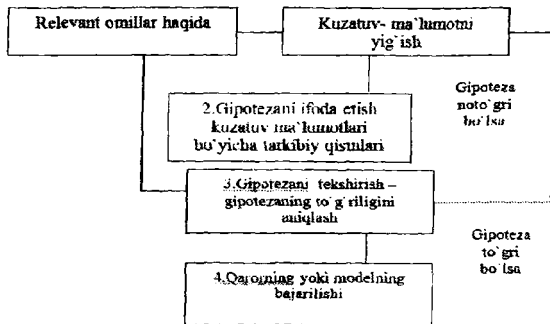 Relevant omillar haqida
Kuzatuv- ma`lumotni
yig`ish
Gipoteza
noto`gri
bo`lsa
2.Gipotezani ifoda etish
kuzatuv ma`lumotlari
bo`yicha tarkibiy qismlari
3.Gipotezani tekshirish –
gipotezaning to`g`riligini
aniqlash
Gipoteza
to`gri
bo`lsa
4.Qarorning yoki modelning
bajarilishi